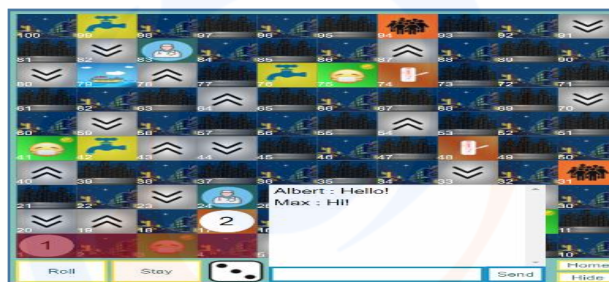 100 99 98 97 96 95 94 93 92 91
81 82 83 84 85 86 87 88 89 90
80 79 78 77 76 75 74 73 72 71
61 62 63 64 65 66 67 68 69 70
60 59 58 57 56 55 54 53 52 51
41 42 43 44 45 46 47 48 49 50
40 39 38 37 36 35 34 33 32 31
21 22 23 24
Albert : Hello!
Max : Hi!
20 19 18 17 2 11
1 5 10
Roll Stay Send Home
Hide